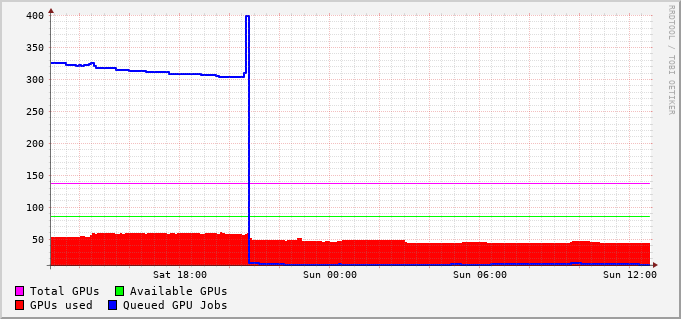 400
350
300
250
200
150
100
50
Sat 18:00 Sun 00:00 Sun 06:00 Sun 12:00
Total GPUs Available GPUs
GPUs used Queued GPU Jobs
RRDTOOL / TOBI OETIKER